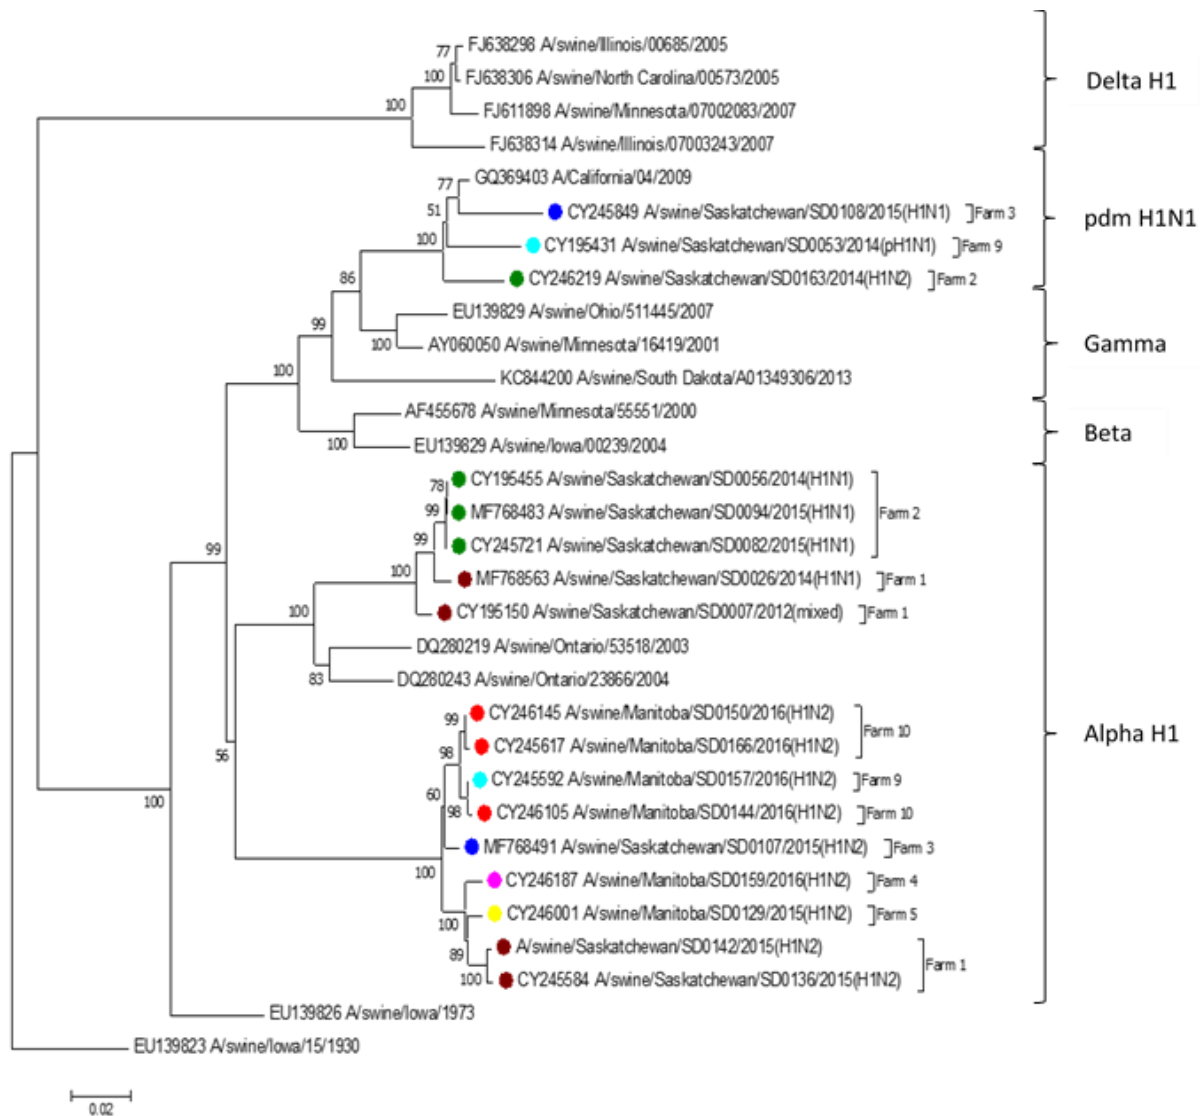 77
FJ638298 A/swine/Illinois/00685/2005
100
FJ638306 A/swine/North Carolina/00573/2005
Delta H1
100
FJ611898 A/swine/Minnesota/07002083/2007
FJ638314 A/swine/Illinois/07003243/2007
77
GQ369403 A/California/04/2009
51
CY245849 A/swine/Saskatchewan/SD0108/2015(H1N1)
Farm 3
pdm H1N1
100
CY195431 A/swine/Saskatchewan/SD0053/2014(pH1N1)
Farm 9
86
CY246219 A/swine/Saskatchewan/SD0163/2014(H1N2)
Farm 2
EU139829 A/swine/Ohio/511445/2007
99
100
AY060050 A/swine/Minnesota/16419/2001
Gamma
100
KC844200 A/swine/South Dakota/A01349306/2013
AF455678 A/swine/Minnesota/55551/2000
Beta
100
EU139829 A/swine/Iowa/00239/2004
78
CY195455 A/swine/Saskatchewan/SD0056/2014(H1N1)
99
MF768483 A/swine/Saskatchewan/SD0094/2015(H1N1)
Farm 2
99
99
CY245721 A/swine/Saskatchewan/SD0082/2015(H1N1)
100
MF768563 A/swine/Saskatchewan/SD0026/2014(H1N1)
Farm 1
100
CY195150 A/swine/Saskatchewan/SD0007/2012(mixed)
Farm 1
DQ280219 A/swine/Ontario/53518/2003
83
DQ280243 A/swine/Ontario/23866/2004
99
CY246145 A/swine/Manitoba/SD0150/2016(H1N2)
Farm 10
Alpha H1
56
98
CY245617 A/swine/Manitoba/SD0166/2016(H1N2)
60
CY245592 A/swine/Manitoba/SD0157/2016(H1N2)
Farm 9
100
98
CY246105 A/swine/Manitoba/SD0144/2016(H1N2)
Farm 10
MF768491 A/swine/Saskatchewan/SD0107/2015(H1N2)
Farm 3
100
CY246187 A/swine/Manitoba/SD0159/2016(H1N2)
Farm 4
100
CY246001 A/swine/Manitoba/SD0129/2015(H1N2)
Farm 5
89
A/swine/Saskatchewan/SD0142/2015(H1N2)
Farm 1
100
CY245584 A/swine/Saskatchewan/SD0136/2015(H1N2)
EU139826 A/swine/Iowa/1973
EU139823 A/swine/Iowa/15/1930
0.02